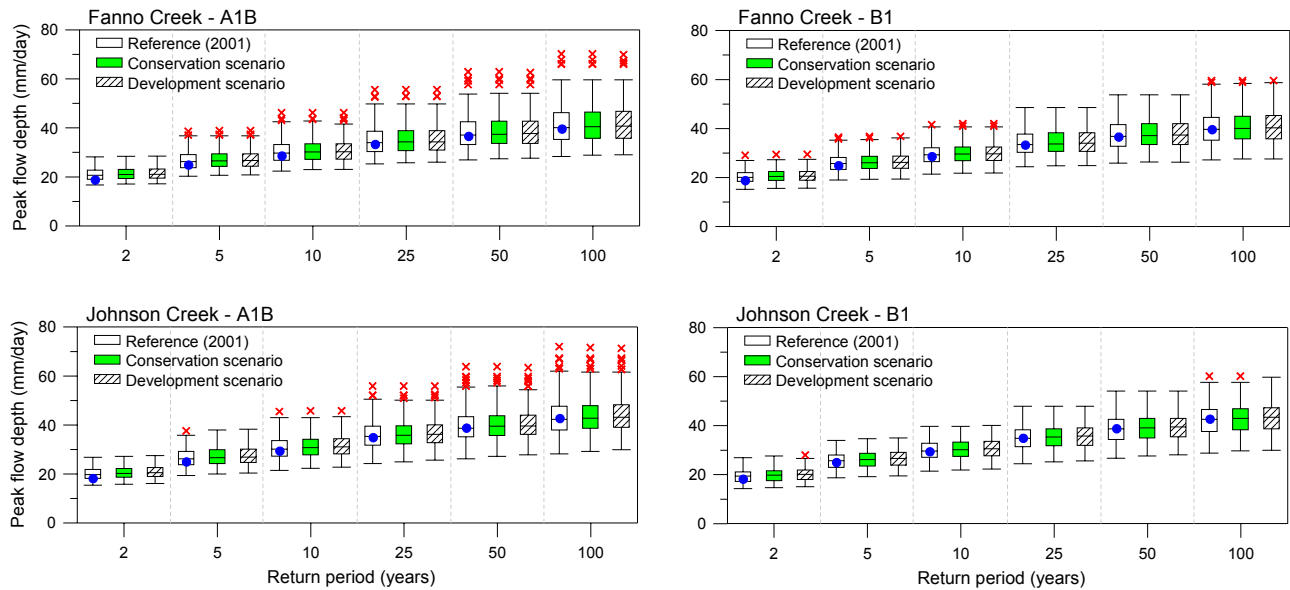 Fanno Creek - A1B
Peak flow depth (mm/day)
80
60
40
20
0
Reference (2001)
Conservation scenario
Development scenario
2 5 10 25 50 100
Fanno Creek - B1
80
60
40
20
0
Reference (2001)
Conservation scenario
Development scenario
2 5 10 25 50 100
Johnson Creek - A1B
Peak flow depth (mm/day)
80
60
40
20
0
Reference (2001)
Conservation scenario
Development scenario
2 5 10 25 50 100
Return period (years)
Johnson Creek - B1
80
60
40
20
0
Reference (2001)
Conservation scenario
Development scenario
2 5 10 25 50 100
Return period (years)